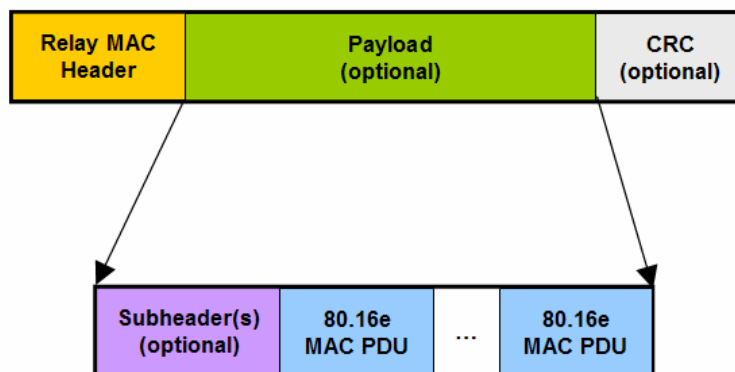 Relay MAC
Header
Payload
(optional)
CRC
(optional)
Subheader(s)
(optional)
80.16e
MAC PDU
...
80.16e
MAC PDU